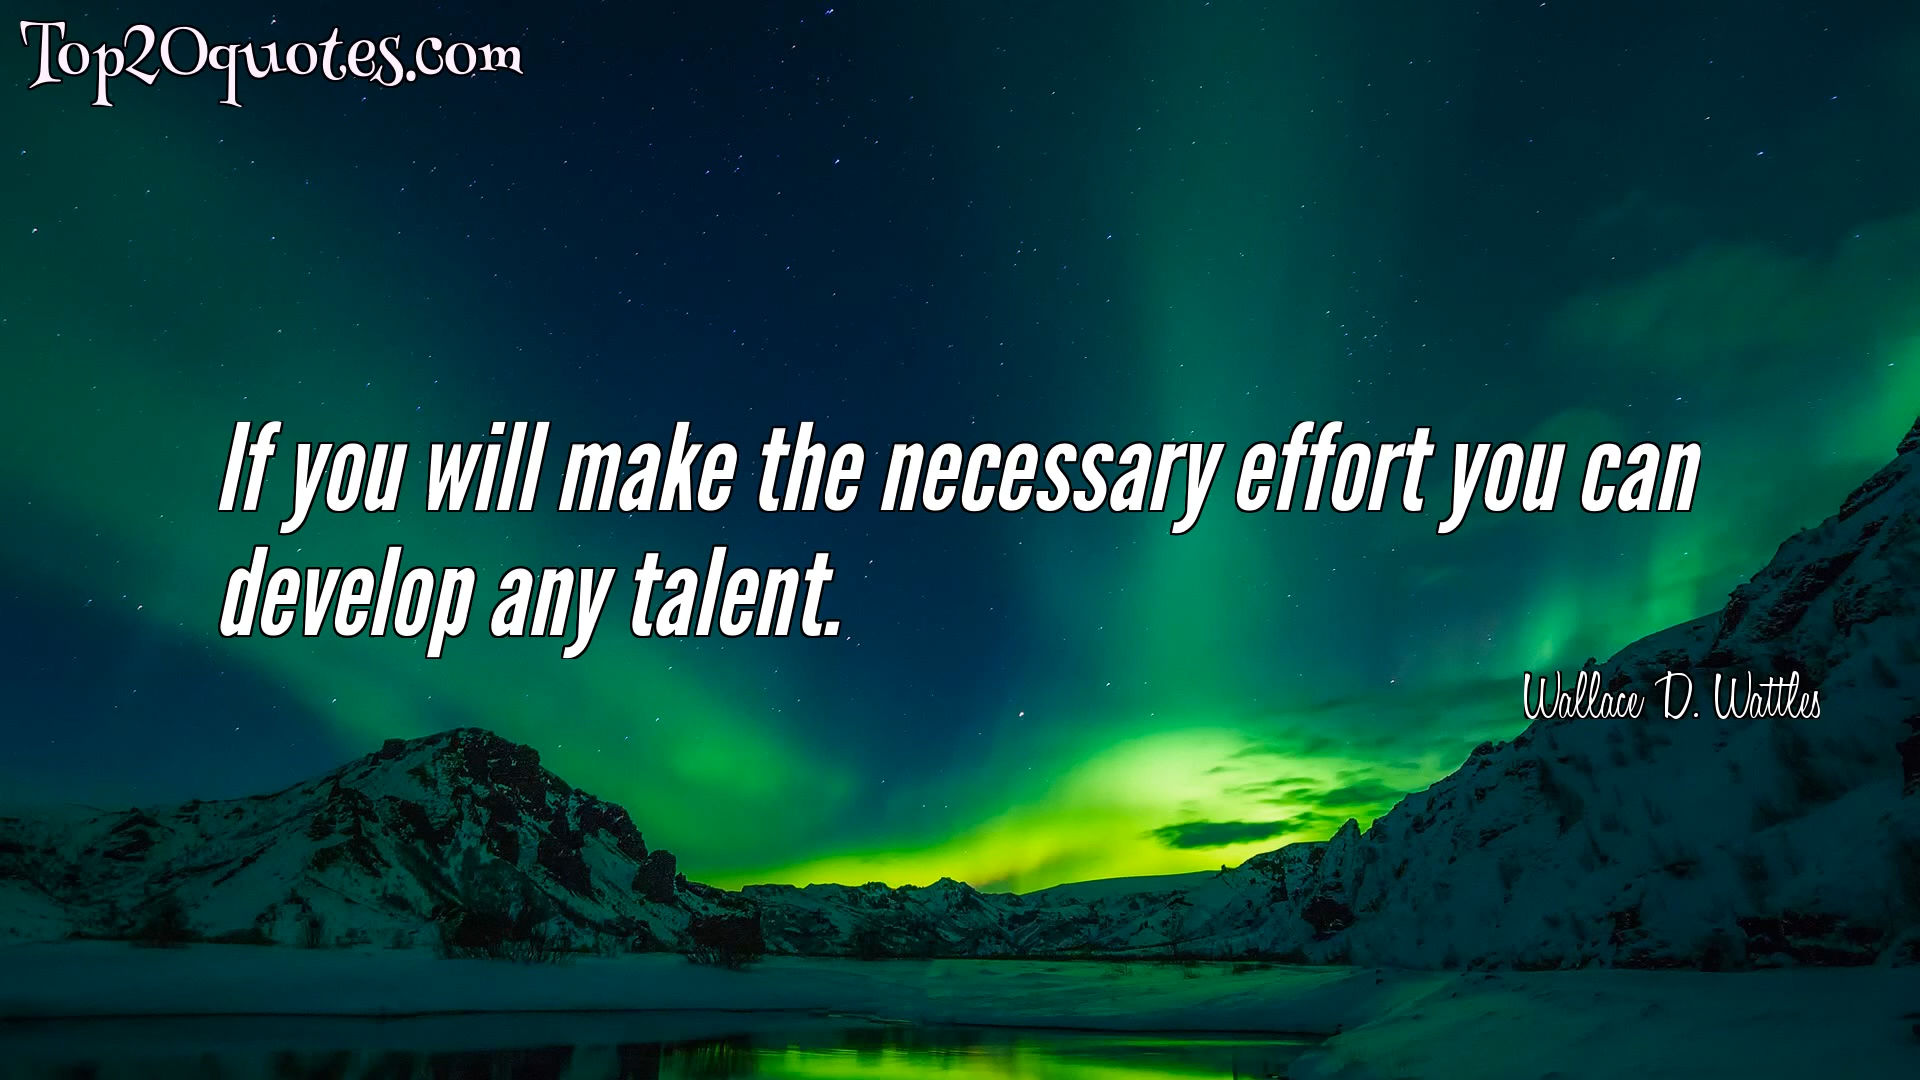 Top20quotes.com
If you will make the necessary effort you can
develop any talent.
Wallace D. Wattles